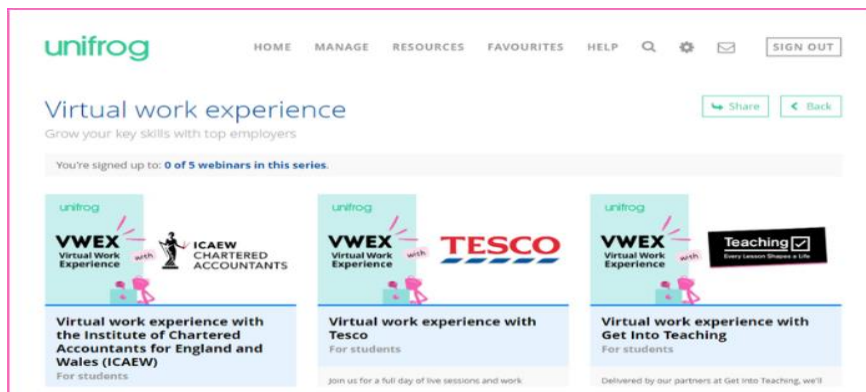 unifrog
HOME MANAGE RESOURCES FAVOURITES HELP SIGN OUT
Virtual work experience
Share Back
Grow your key skills with top employers
You're signed up to: 0 of 5 webinars in this series.
unifrog
VWEX
Virtual Work
Experience
with
ICAEW
CHARTERED
ACCOUNTANTS
unifrog
VWEX
Virtual Work
Experience
with
TESCO
unifrog
VWEX
Virtual Work
Experience
with
Teaching
Every Lesson Shapes a Life
Virtual work experience with
the Institute of Chartered
Accountants for England and
Wales (ICAEW)
For students
Virtual work experience with
Tesco
For students
Join us for a full day of live sessions and work
Virtual work experience with
Get Into Teaching
For students
Delivered by our partners at Get Into Teaching, we'll